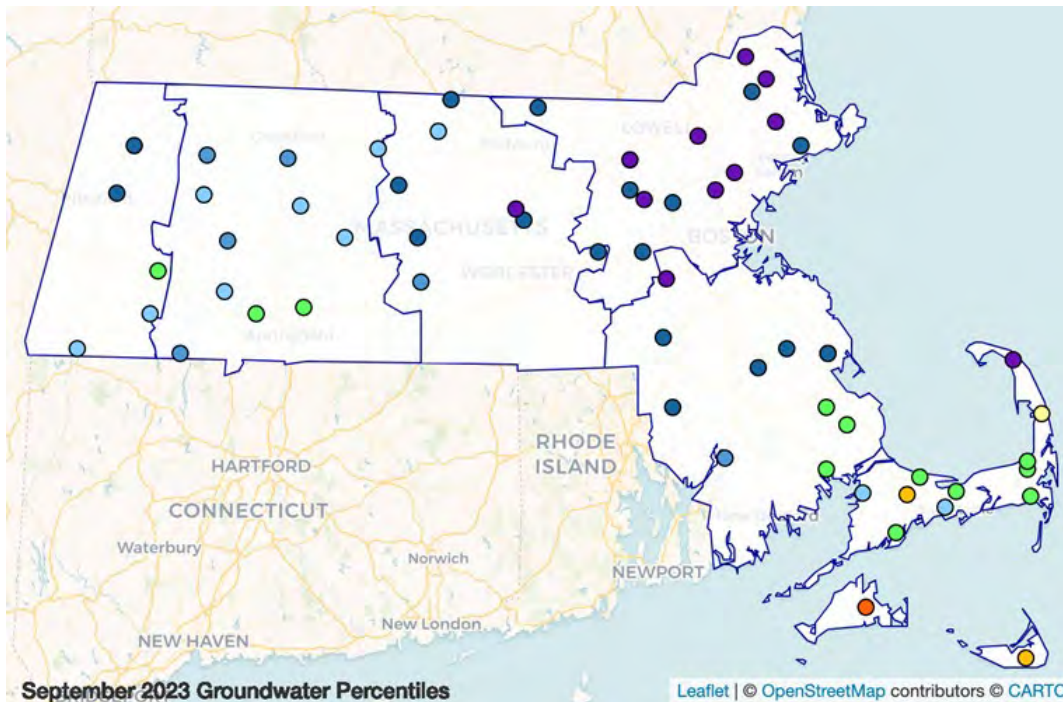 LOWELL
MASSACHUSETTS
BOSTON
WORCESTER
RHODE
ISLAND
HARTFORD
CONNECTICUT
Waterbury
Norwich
NEWPORT
New London
NEW HAVEN
September 2023 Groundwater Percentiles
Leaflet | © OpenStreetMap contributors © CARTO